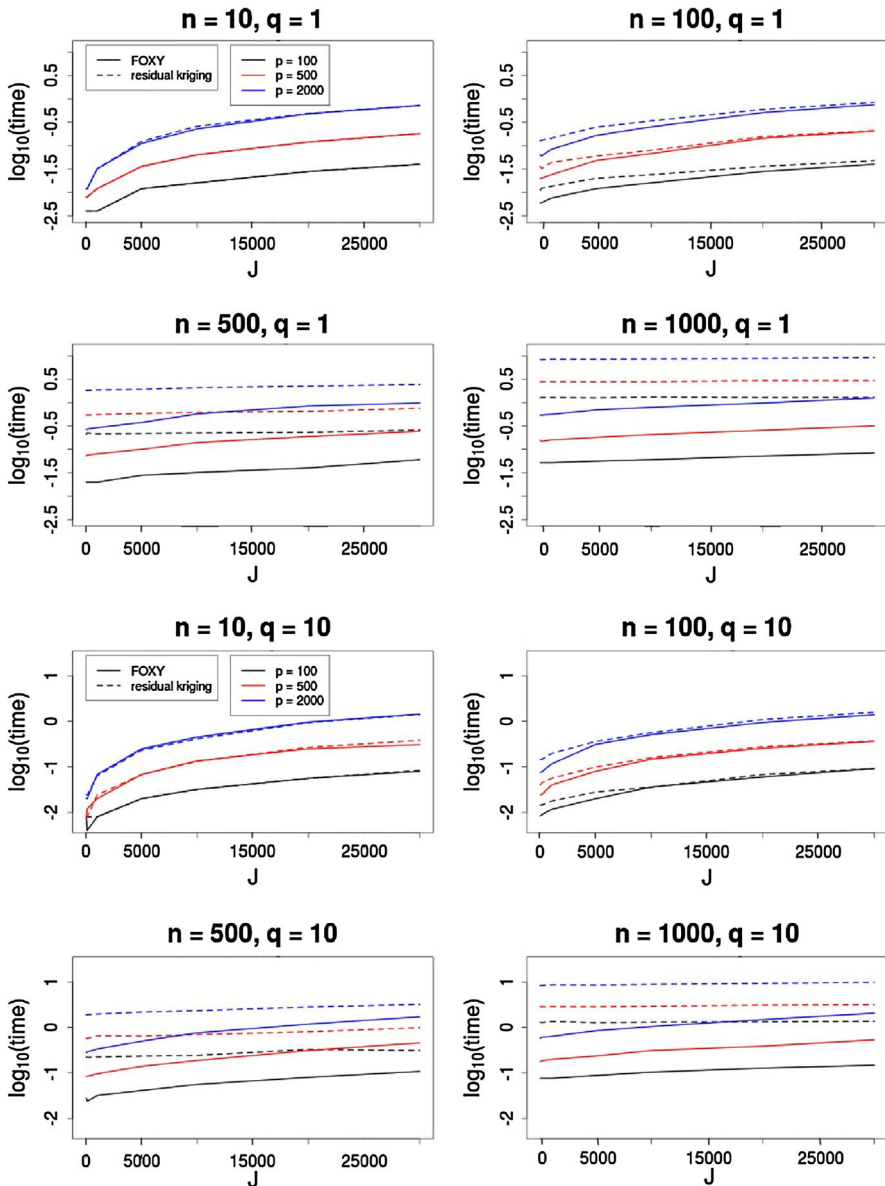 n = 10, q = 1
n = 100, q = 1
FOXY
residual kriging
p = 100
p = 500
p = 2000
log10(time)
0.5
-0.5
-1.5
-2.5
0 5000 15000 25000
J
log10(time)
0.5
-0.5
-1.5
-2.5
0 5000 15000 25000
J
n = 500, q = 1
n = 1000, q = 1
log10(time)
0.5
-0.5
-1.5
-2.5
0 5000 15000 25000
J
log10(time)
0.5
-0.5
-1.5
-2.5
0 5000 15000 25000
J
n = 10, q = 10
n = 100, q = 10
FOXY
residual kriging
p = 100
p = 500
p = 2000
log10(time)
1
0
-1
-2
0 5000 15000 25000
J
log10(time)
1
0
-1
-2
0 5000 15000 25000
J
n = 500, q = 10
n = 1000, q = 10
log10(time)
1
0
-1
-2
0 5000 15000 25000
J
log10(time)
1
0
-1
-2
0 5000 15000 25000
J